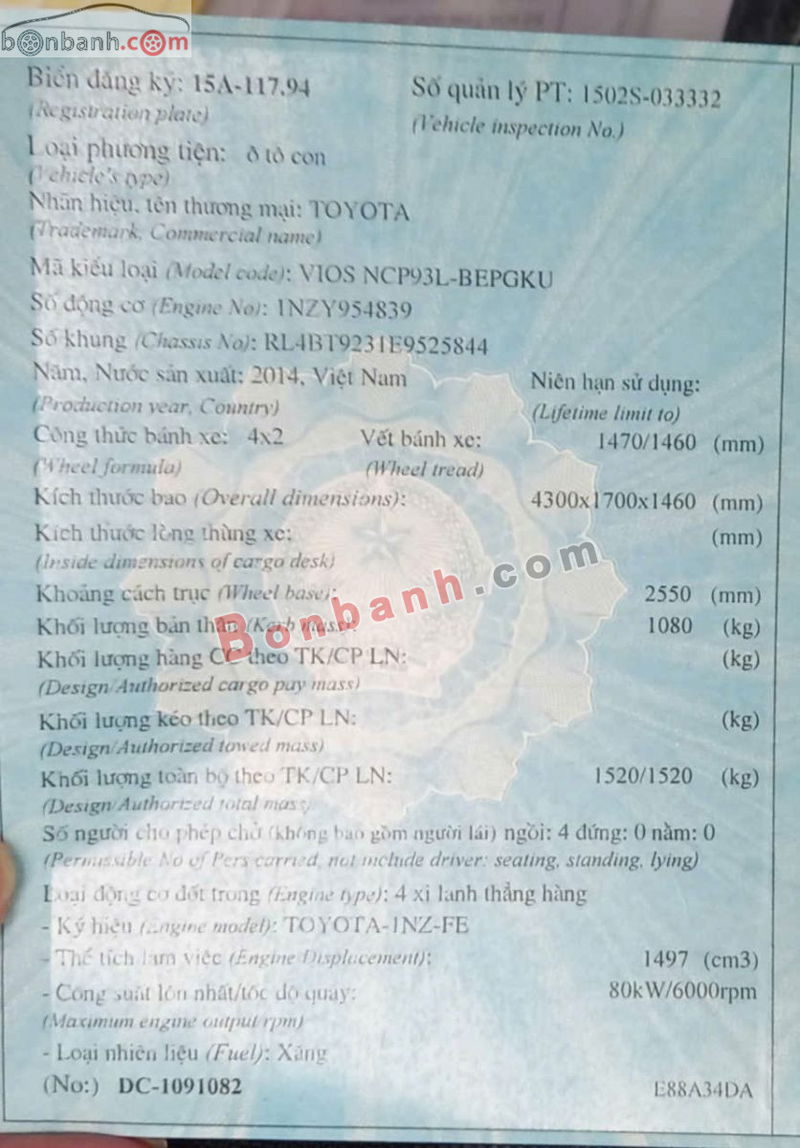 bonbanh.com
Biển đăng ký: 15A-117.94
Số quản lý PT: 1502S-033332
(Registration plate)
(Vehicle inspection No.)
Loại phương tiện: ô tô con
(Vehicle's type)
Nhãn hiệu, tên thương mại: TOYOTA
(Trademark, Commercial name)
Mã kiểu loại (Model code): VIOS NCP93L-BEPGKU
Số động cơ (Engine No): 1NZY954839
Số khung (Chassis No): RL4BT9231E9525844
Năm, Nước sản xuất: 2014, Việt Nam
Niên hạn sử dụng:
(Production year, Country)
(Lifetime limit to)
Công thức bánh xe: 4x2
Vết bánh xe: 1470/1460 (mm)
(Wheel formula)
(Wheel tread)
Kích thước bao (Overall dimensions): 4300x1700x1460 (mm)
Kích thước lòng thùng xe: (mm)
(Inside dimensions of cargo desk)
Khoảng cách trục (Wheel base): 2550 (mm)
Bonbanh.com
Khối lượng bản thân (Kerb mass): 1080 (kg)
Khối lượng hàng CC theo TK/CP LN: (kg)
(Design/Authorized cargo pay mass)
Khối lượng kéo theo TK/CP LN: (kg)
(Design/Authorized towed mass)
Khối lượng toàn bộ theo TK/CP LN: 1520/1520 (kg)
(Design/Authorized total mass)
Số người cho phép chở (không bao gồm người lái) ngồi: 4 đứng: 0 nằm: 0
(Permissible No of Pers carried, not include driver: seating, standing, lying)
Loại động cơ đốt trong (Engine type): 4 xi lanh thẳng hàng
- Ký hiệu (Engine model): TOYOTA-1NZ-FE
- Thể tích làm việc (Engine Displacement): 1497 (cm3)
- Công suất lớn nhất/tốc độ quay: 80kW/6000rpm
(Maximum engine output/rpm)
- Loại nhiên liệu (Fuel): Xăng
(No:) DC-1091082
E88A34DA